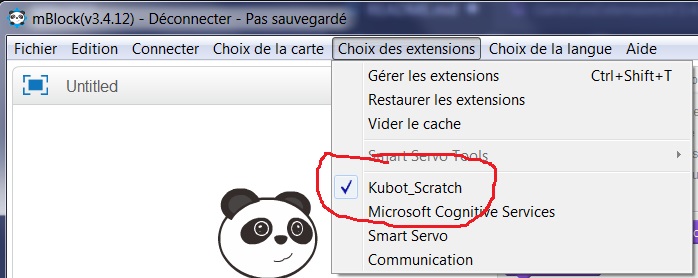 mBlock(v3.4.12) - Déconnecter - Pas sauvegardé
Fichier Edition Connecter Choix de la carte Choix des extensions Choix de la langue Aide
Untitled
Gérer les extensions Ctrl+Shift+T
Restaurer les extensions
Vider le cache
Smart Servo Tools
Kubot_Scratch
Microsoft Cognitive Services
Smart Servo
Communication